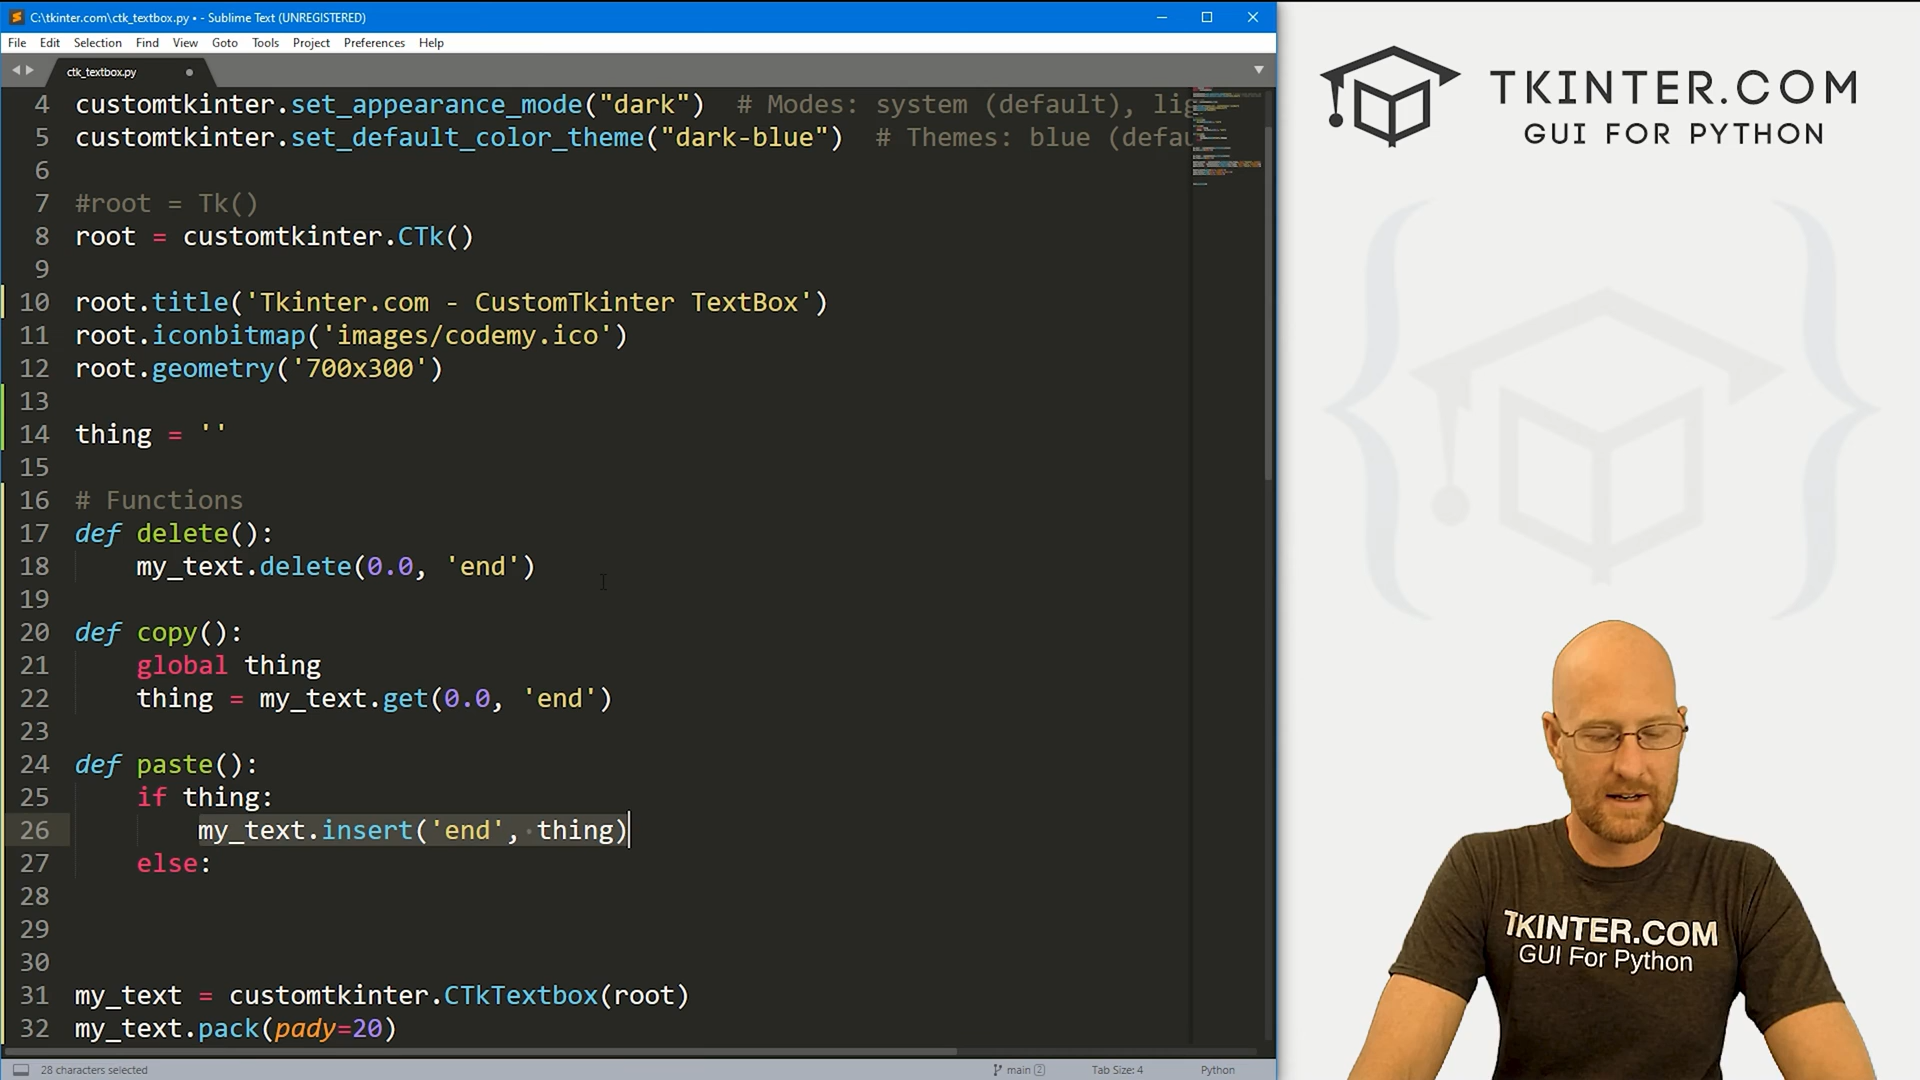 C:\tkinter.com\ctk_textbox.py • - Sublime Text (UNREGISTERED)
File Edit Selection Find View Goto Tools Project Preferences Help
ctk_textbox.py
4 customtkinter.set_appearance_mode("dark")  # Modes: system (default), lig
5 customtkinter.set_default_color_theme("dark-blue")  # Themes: blue (defau
6
7 #root = Tk()
8 root = customtkinter.CTk()
9
10 root.title('Tkinter.com - CustomTkinter TextBox')
11 root.iconbitmap('images/codemy.ico')
12 root.geometry('700x300')
13
14 thing = ''
15
16 # Functions
17 def delete():
18 my_text.delete(0.0, 'end')
19
20 def copy():
21 global thing
22 thing = my_text.get(0.0, 'end')
23
24 def paste():
25 if thing:
26 my_text.insert('end', thing)
27 else:
28
29
30
31 my_text = customtkinter.CTkTextbox(root)
32 my_text.pack(pady=20)
28 characters selected main 2 Tab Size: 4 Python
TKINTER.COM
GUI FOR PYTHON
TKINTER.COM
GUI For Python